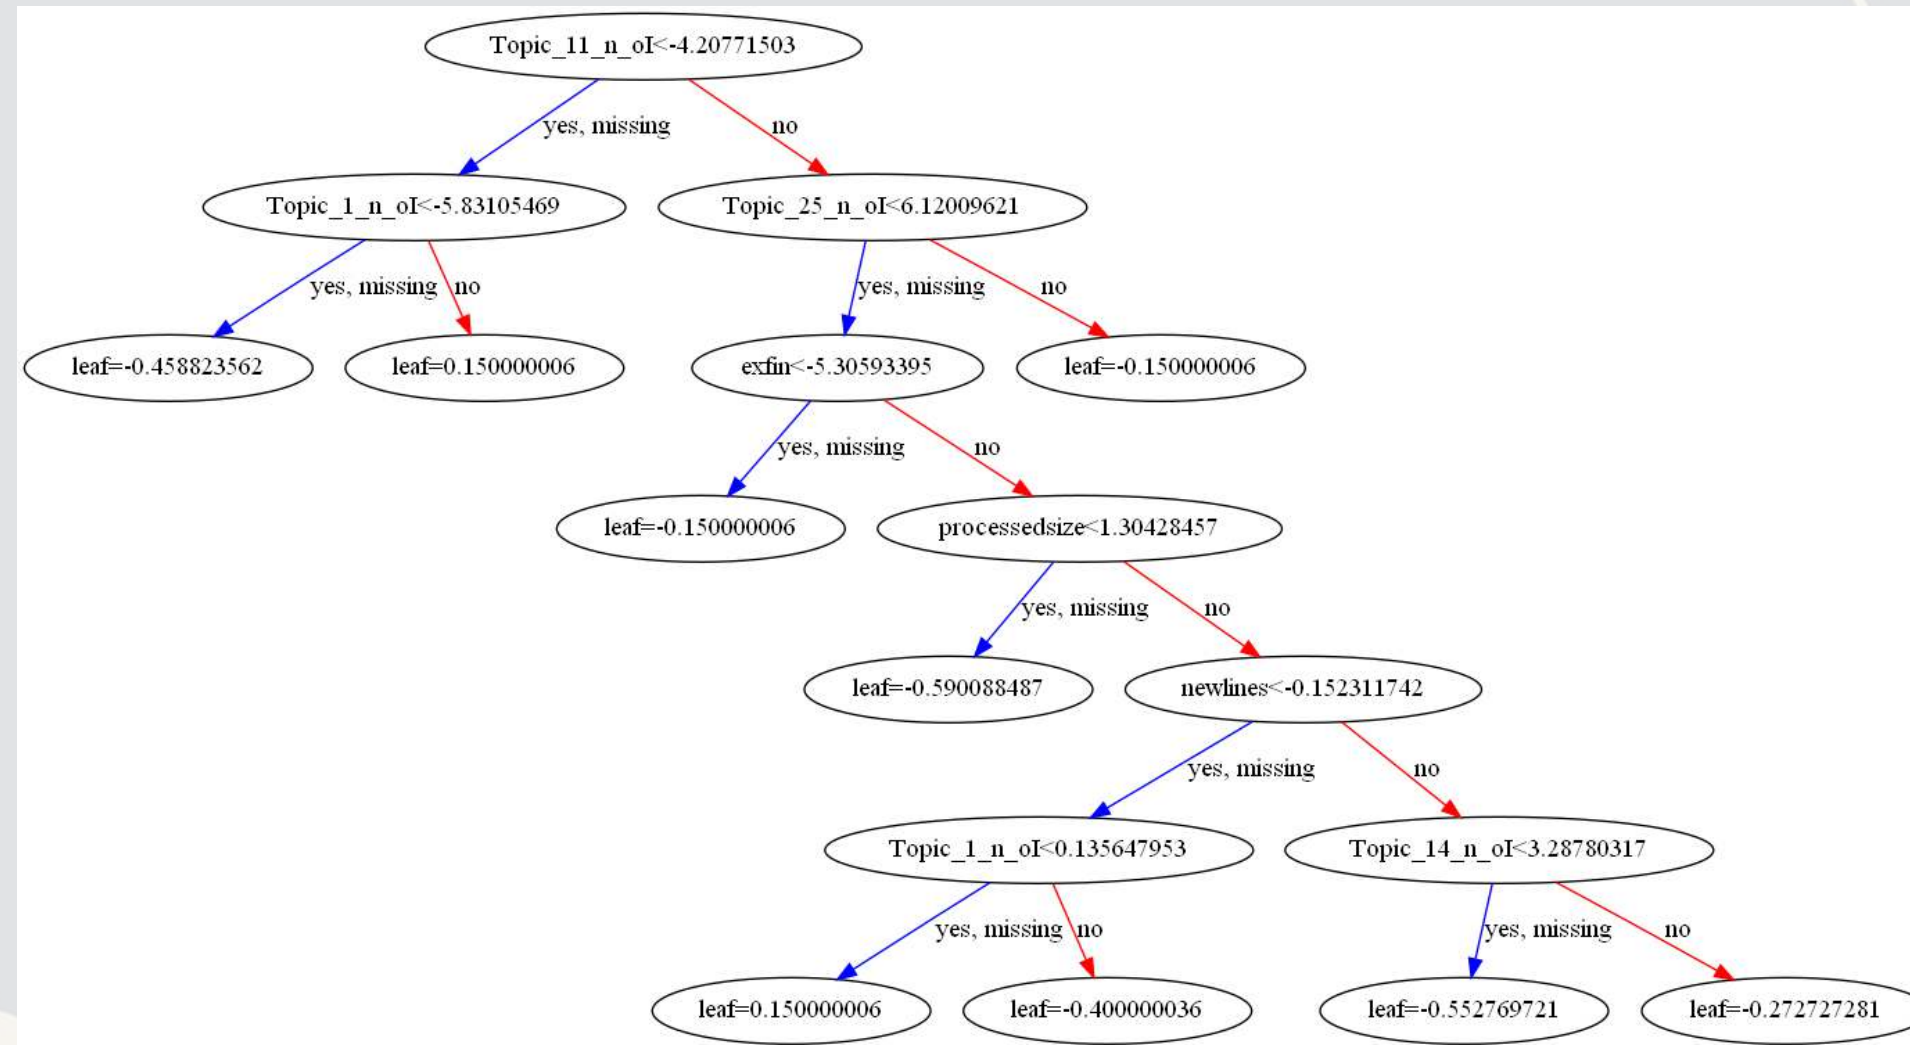 Topic_11_n_oI<-4.20771503
yes, missing
no
Topic_1_n_oI<-5.83105469
Topic_25_n_oI<6.12009621
yes, missing
no
yes, missing
no
leaf=-0.458823562
leaf=0.150000006
exfin<-5.30593395
leaf=-0.150000006
yes, missing
no
leaf=-0.150000006
processedsize<1.30428457
yes, missing
no
leaf=-0.590088487
newlines<-0.152311742
yes, missing
no
Topic_1_n_oI<0.135647953
Topic_14_n_oI<3.28780317
yes, missing
no
yes, missing
no
leaf=0.150000006
leaf=-0.400000036
leaf=-0.552769721
leaf=-0.272727281